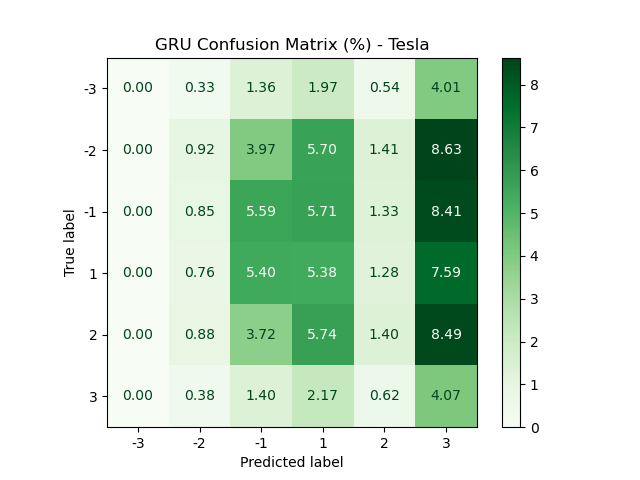 GRU Confusion Matrix (%) - Tesla
-3 0.00 0.33 1.36 1.97 0.54 4.01
-2 0.00 0.92 3.97 5.70 1.41 8.63
-1 0.00 0.85 5.59 5.71 1.33 8.41
1 0.00 0.76 5.40 5.38 1.28 7.59
2 0.00 0.88 3.72 5.74 1.40 8.49
3 0.00 0.38 1.40 2.17 0.62 4.07
-3 -2 -1 1 2 3
Predicted label
True label
8
7
6
5
4
3
2
1
0